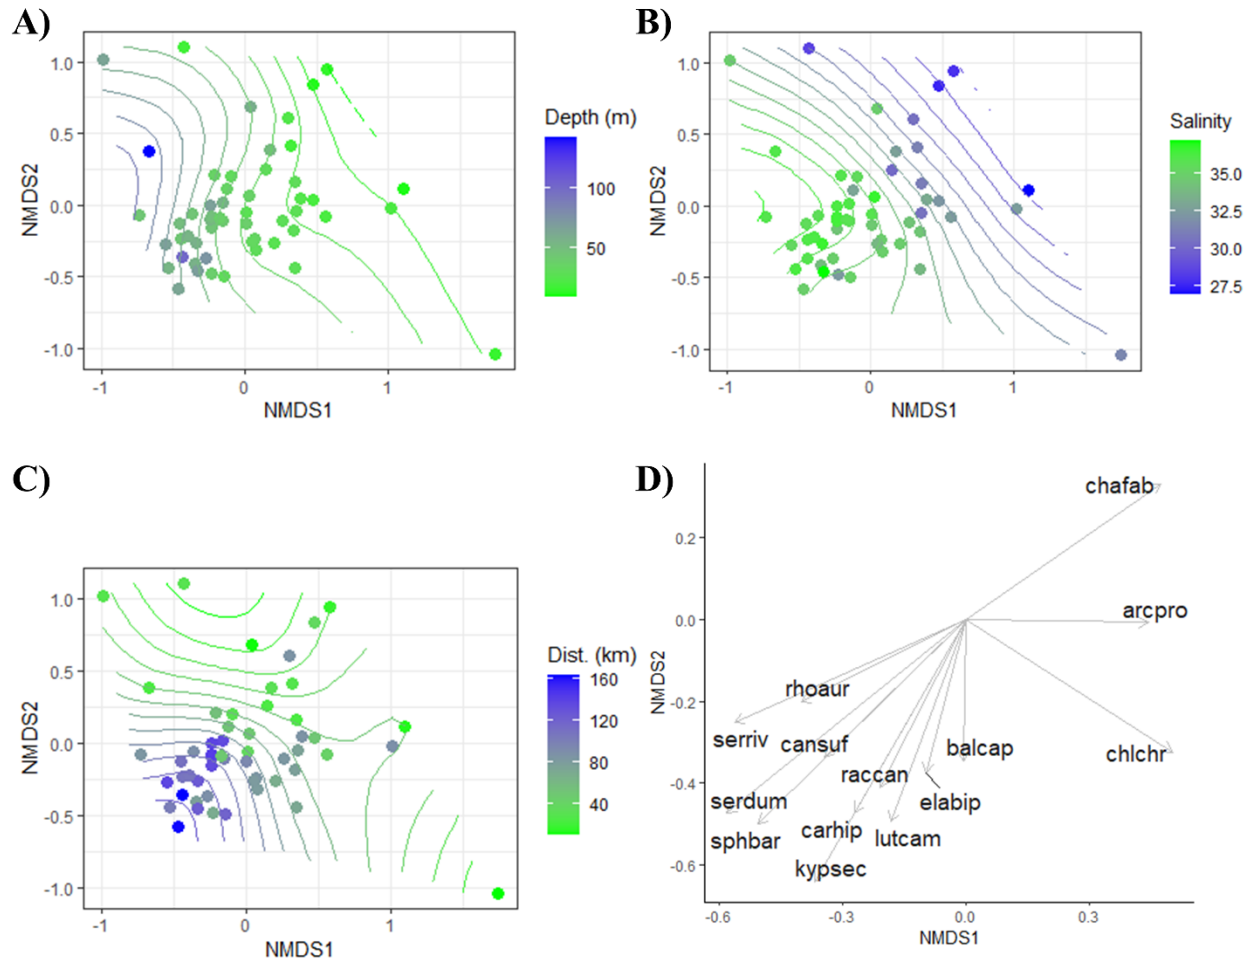 A)
1.0
0.5
0.0
-0.5
-1.0
NMDS2
-1
0
1
NMDS1
Depth (m)
100
50
B)
1.0
0.5
0.0
-0.5
-1.0
NMDS2
-1
0
1
NMDS1
Salinity
35.0
32.5
30.0
27.5
C)
1.0
0.5
0.0
-0.5
-1.0
NMDS2
-1
0
1
NMDS1
Dist. (km)
160
120
80
40
D)
0.2
0.0
-0.2
-0.4
-0.6
NMDS2
chafab
arcpro
rhoaur
serriv
cansuf
balcap
chlchr
raccan
serdum
elabip
sphbar
carhip
lutcam
kypsec
-0.6
-0.3
0.0
0.3
NMDS1